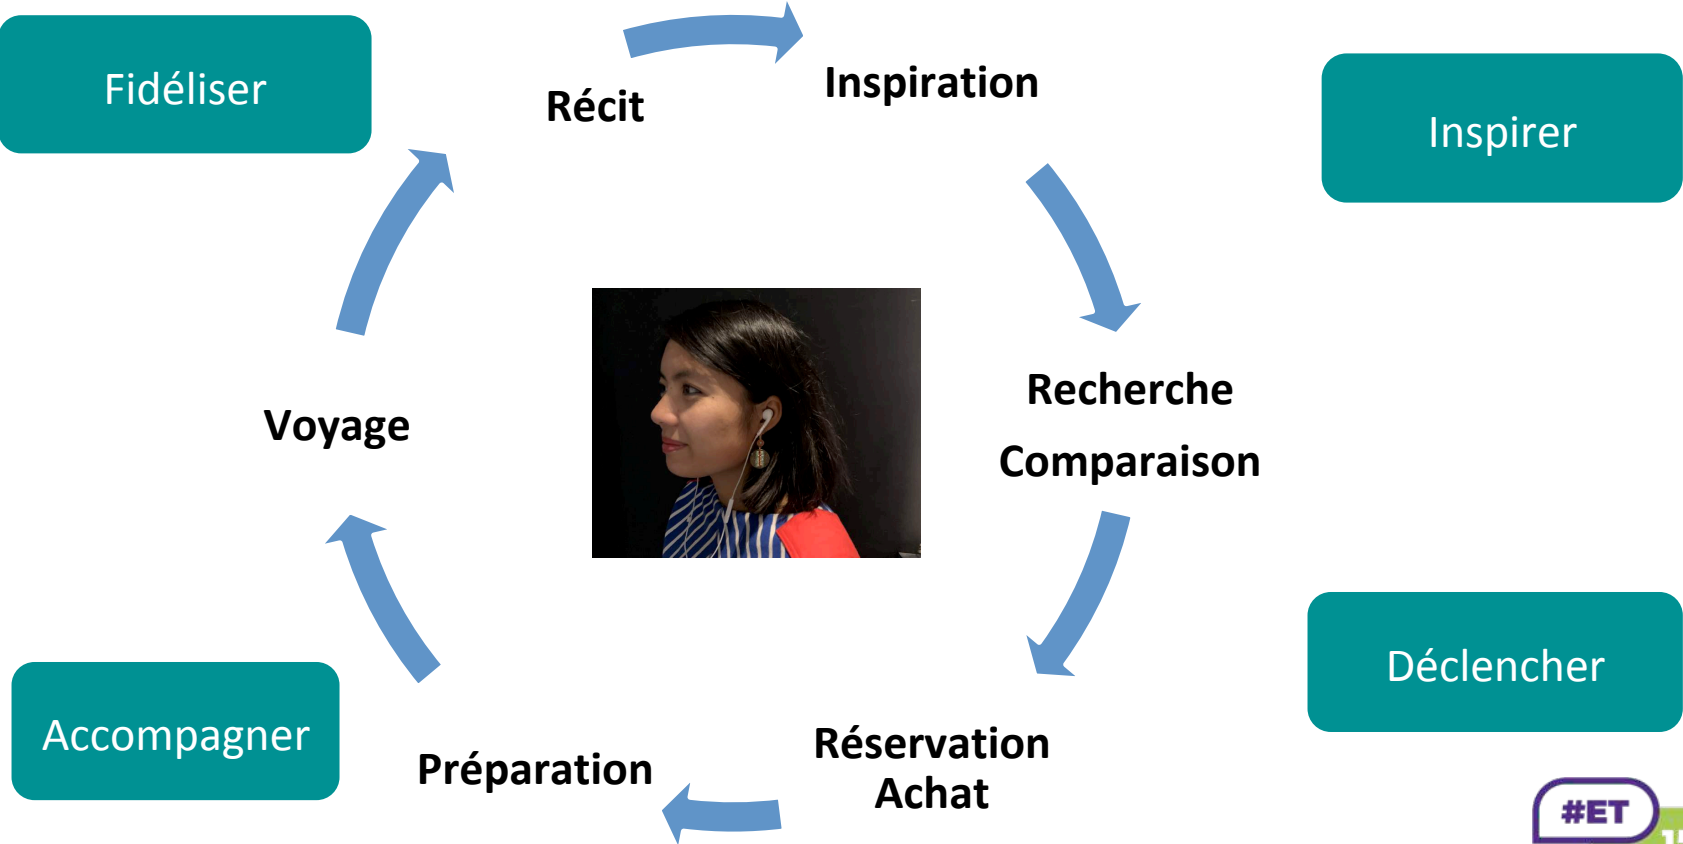 Fidéliser
Récit
Inspiration
Inspirer
Voyage
Recherche
Comparaison
Déclencher
Accompagner
Préparation
Réservation
Achat
#ET